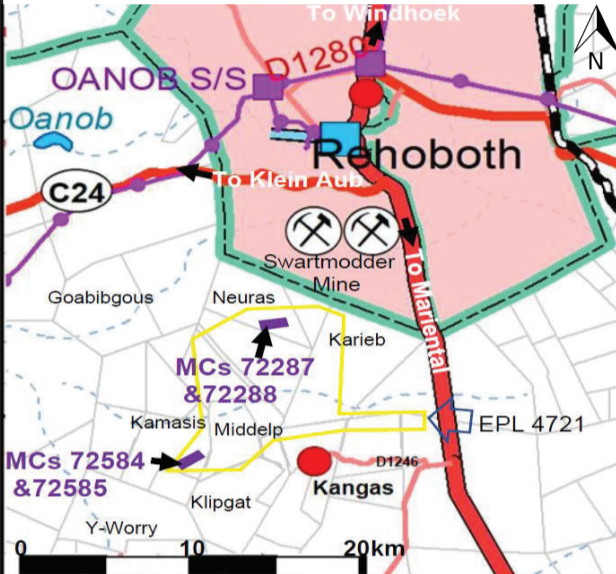 To Windhoek
N
D1280
OANOB S/S
Oanob
Rehoboth
To Klein Aub
C24
Swartmodder
Mine
To Mariental
Goabibgous
Neuras
Karieb
MCs 72287
&72288
Kamasis
Middelp
EPL 4721
MCs 72584
&72585
D1246
Kangas
Klipgat
Y-Worry
0 10 20km